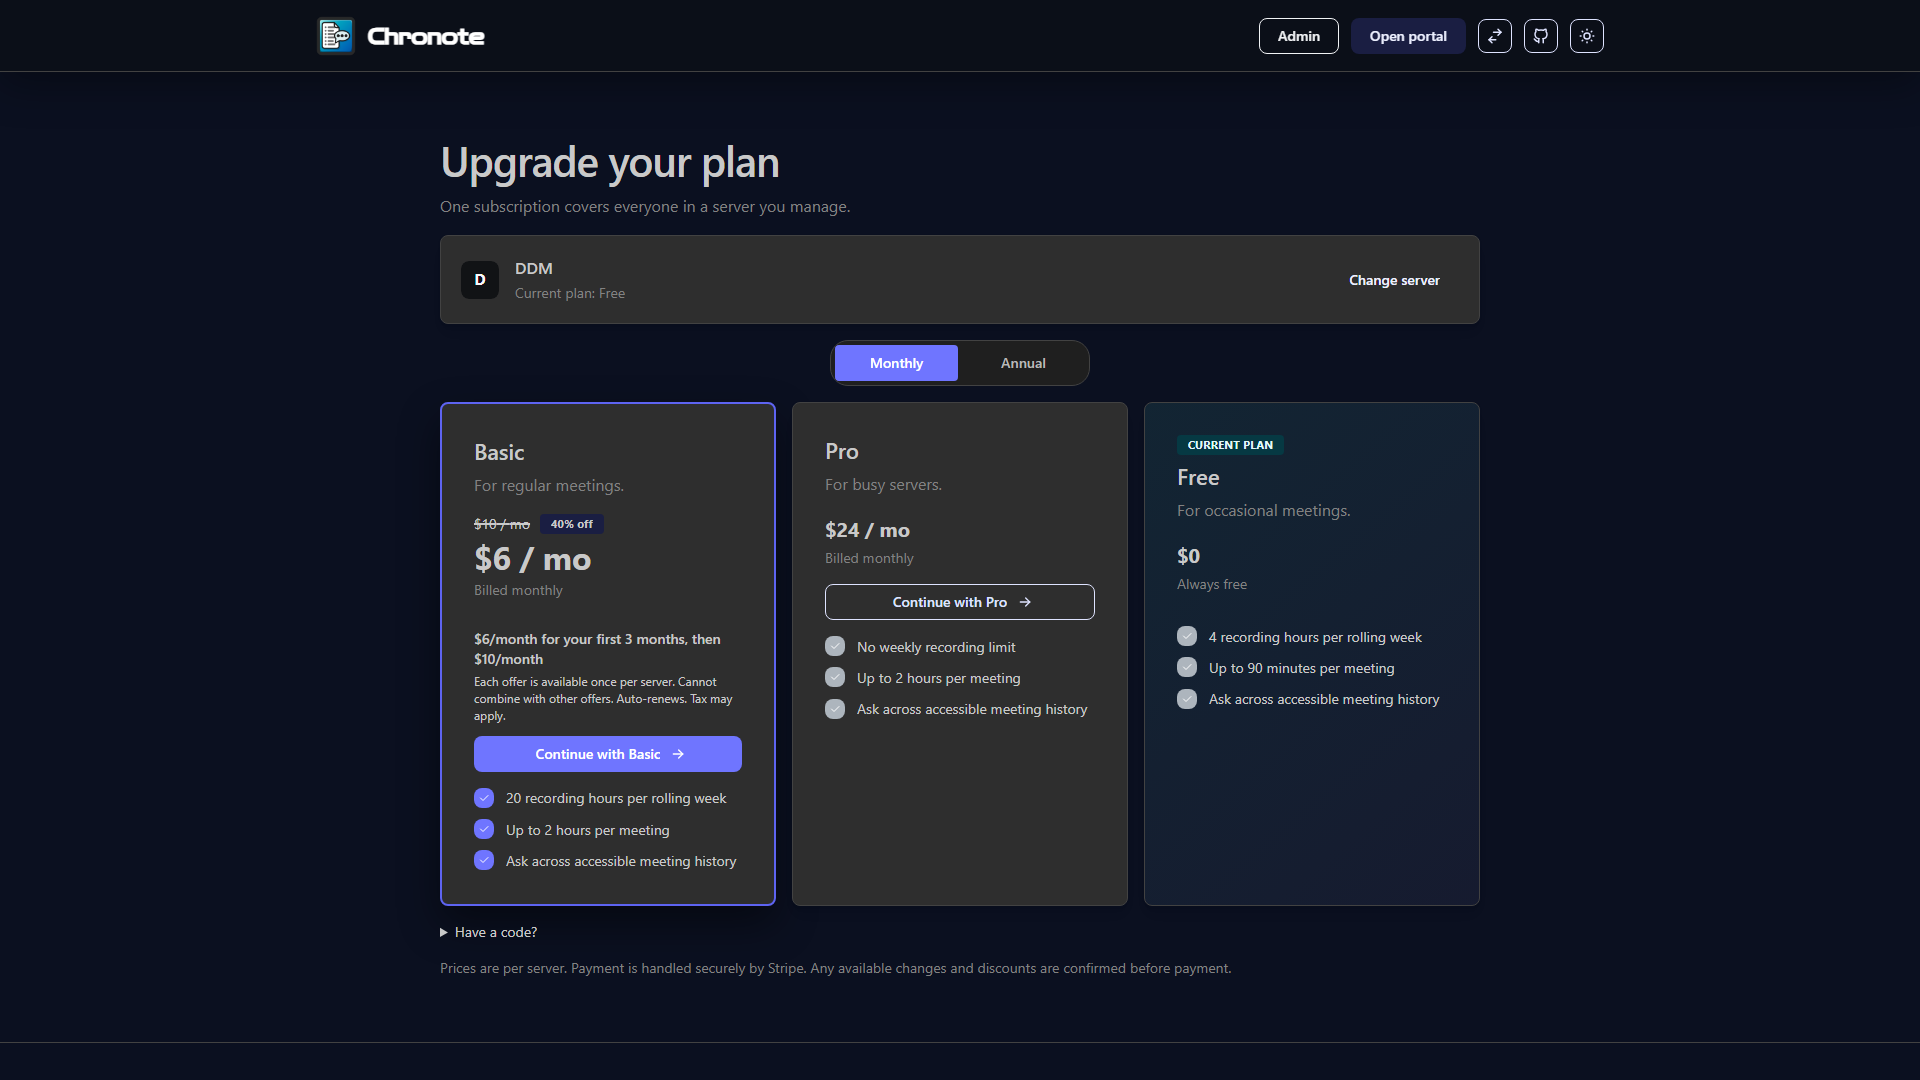 Chronote
Admin
Open portal
Upgrade your plan
One subscription covers everyone in a server you manage.
D
DDM
Current plan: Free
Change server
Monthly
Annual
Basic
For regular meetings.
$10 / mo
40% off
$6 / mo
Billed monthly
$6/month for your first 3 months, then
$10/month
Each offer is available once per server. Cannot
combine with other offers. Auto-renews. Tax may
apply.
Continue with Basic
20 recording hours per rolling week
Up to 2 hours per meeting
Ask across accessible meeting history
Pro
For busy servers.
$24 / mo
Billed monthly
Continue with Pro
No weekly recording limit
Up to 2 hours per meeting
Ask across accessible meeting history
CURRENT PLAN
Free
For occasional meetings.
$0
Always free
4 recording hours per rolling week
Up to 90 minutes per meeting
Ask across accessible meeting history
Have a code?
Prices are per server. Payment is handled securely by Stripe. Any available changes and discounts are confirmed before payment.